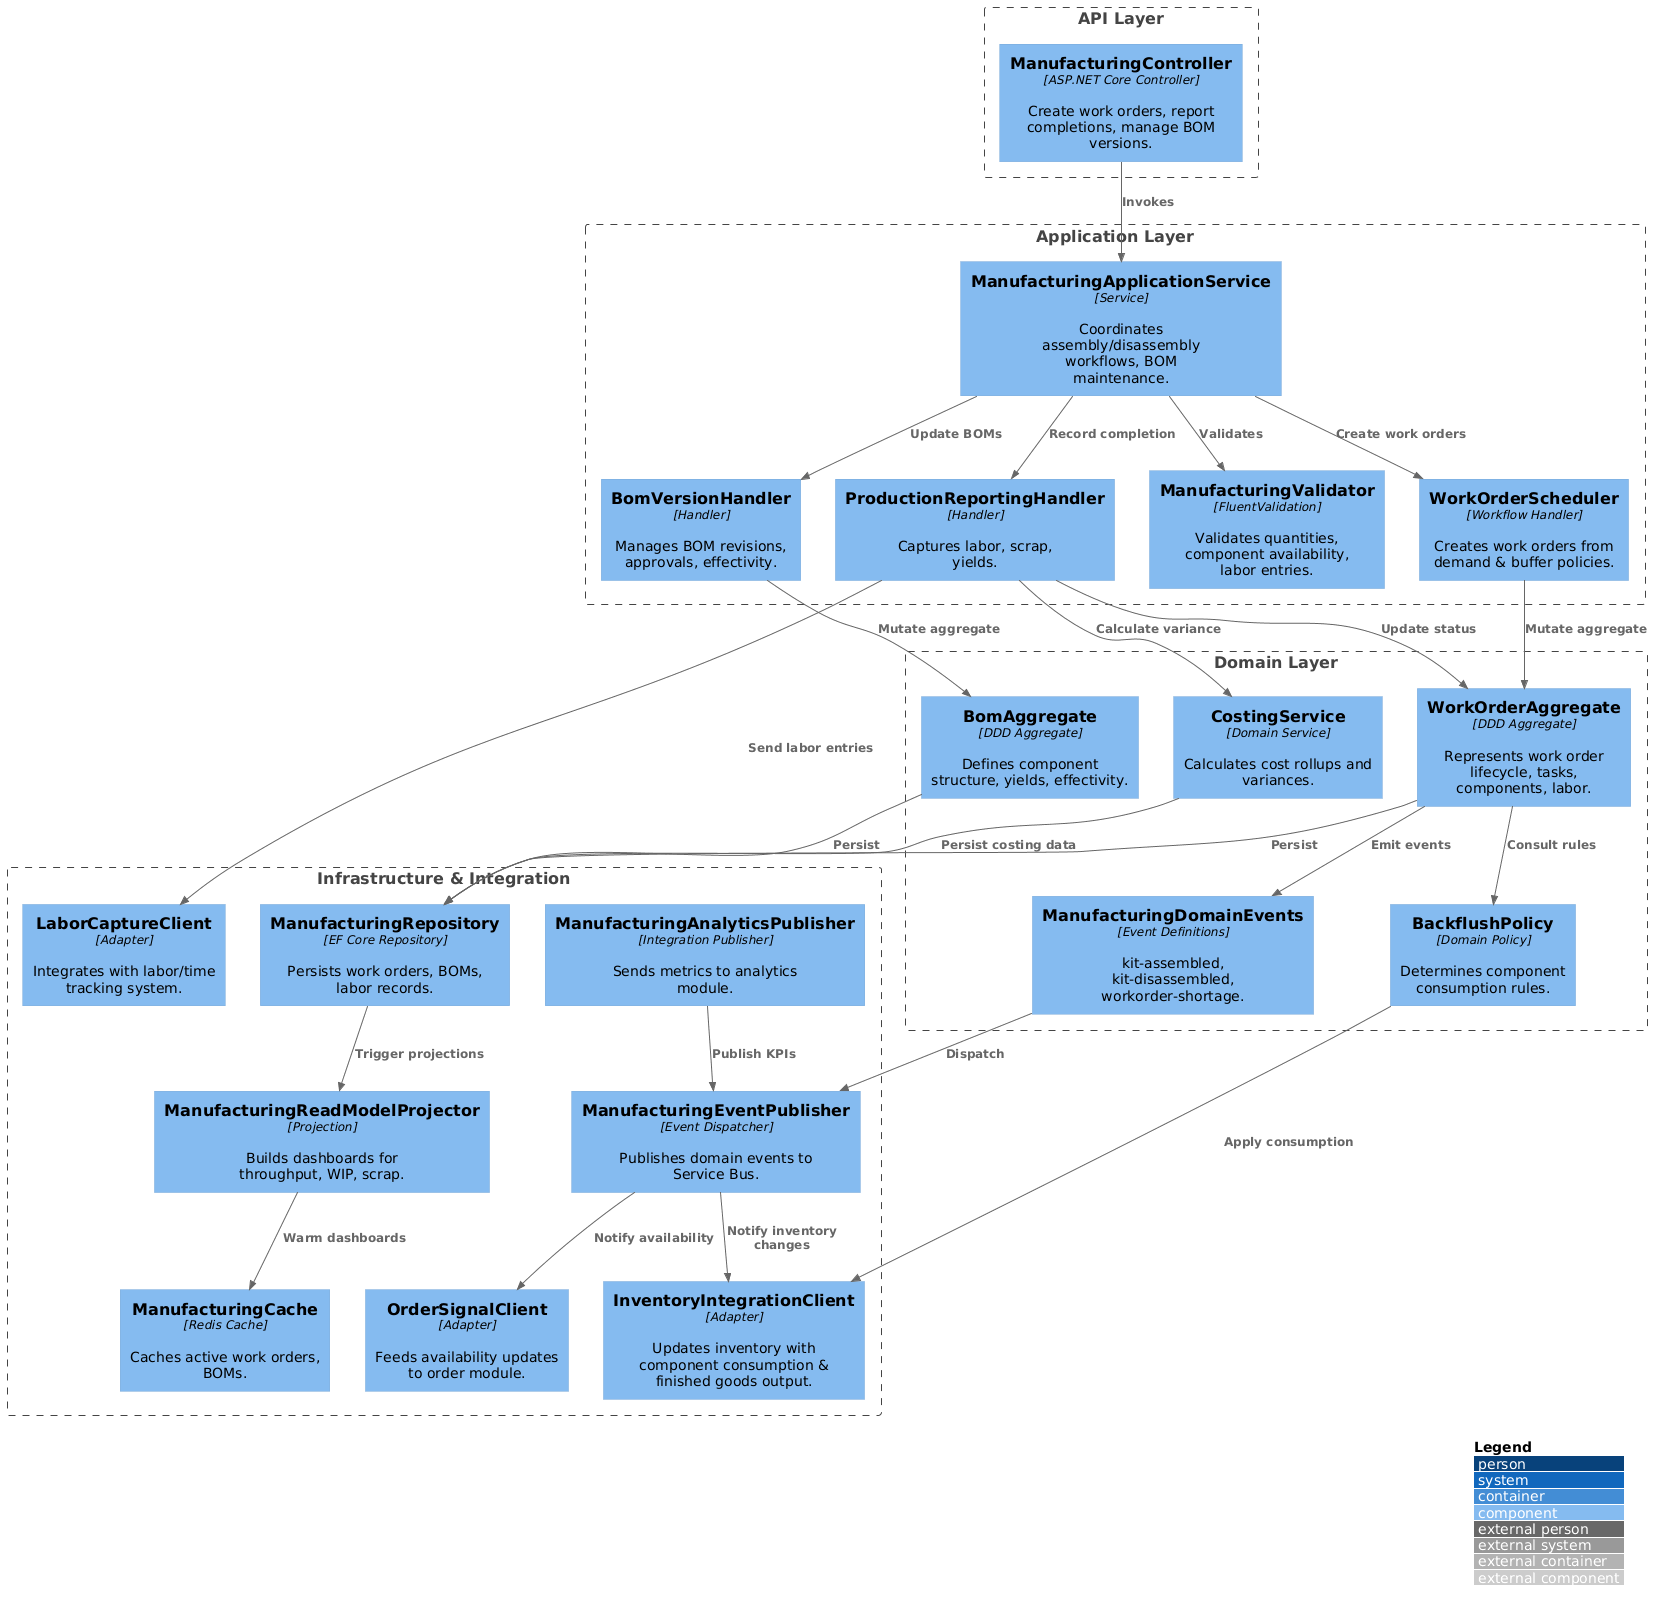 API Layer
ManufacturingController
[ASP.NET Core Controller]
Create work orders, report
completions, manage BOM
versions.
Invokes
Application Layer
ManufacturingApplicationService
[Service]
Coordinates
assembly/disassembly
workflows, BOM
maintenance.
Update BOMs
Record completion
Validates
Create work orders
BomVersionHandler
[Handler]
Manages BOM revisions,
approvals, effectivity.
ProductionReportingHandler
[Handler]
Captures labor, scrap,
yields.
ManufacturingValidator
[FluentValidation]
Validates quantities,
component availability,
labor entries.
WorkOrderScheduler
[Workflow Handler]
Creates work orders from
demand & buffer policies.
Mutate aggregate
Calculate variance
Update status
Mutate aggregate
Send labor entries
Domain Layer
BomAggregate
[DDD Aggregate]
Defines component
structure, yields, effectivity.
CostingService
[Domain Service]
Calculates cost rollups and
variances.
WorkOrderAggregate
[DDD Aggregate]
Represents work order
lifecycle, tasks,
components, labor.
Persist
Persist costing data
Persist
Emit events
Consult rules
ManufacturingDomainEvents
[Event Definitions]
kit-assembled,
kit-disassembled,
workorder-shortage.
BackflushPolicy
[Domain Policy]
Determines component
consumption rules.
Infrastructure & Integration
LaborCaptureClient
[Adapter]
Integrates with labor/time
tracking system.
ManufacturingRepository
[EF Core Repository]
Persists work orders, BOMs,
labor records.
ManufacturingAnalyticsPublisher
[Integration Publisher]
Sends metrics to analytics
module.
Trigger projections
Publish KPIs
Dispatch
Apply consumption
ManufacturingReadModelProjector
[Projection]
Builds dashboards for
throughput, WIP, scrap.
ManufacturingEventPublisher
[Event Dispatcher]
Publishes domain events to
Service Bus.
Warm dashboards
Notify availability
Notify inventory
changes
ManufacturingCache
[Redis Cache]
Caches active work orders,
BOMs.
OrderSignalClient
[Adapter]
Feeds availability updates
to order module.
InventoryIntegrationClient
[Adapter]
Updates inventory with
component consumption &
finished goods output.
Legend
person
system
container
component
external person
external system
external container
external component